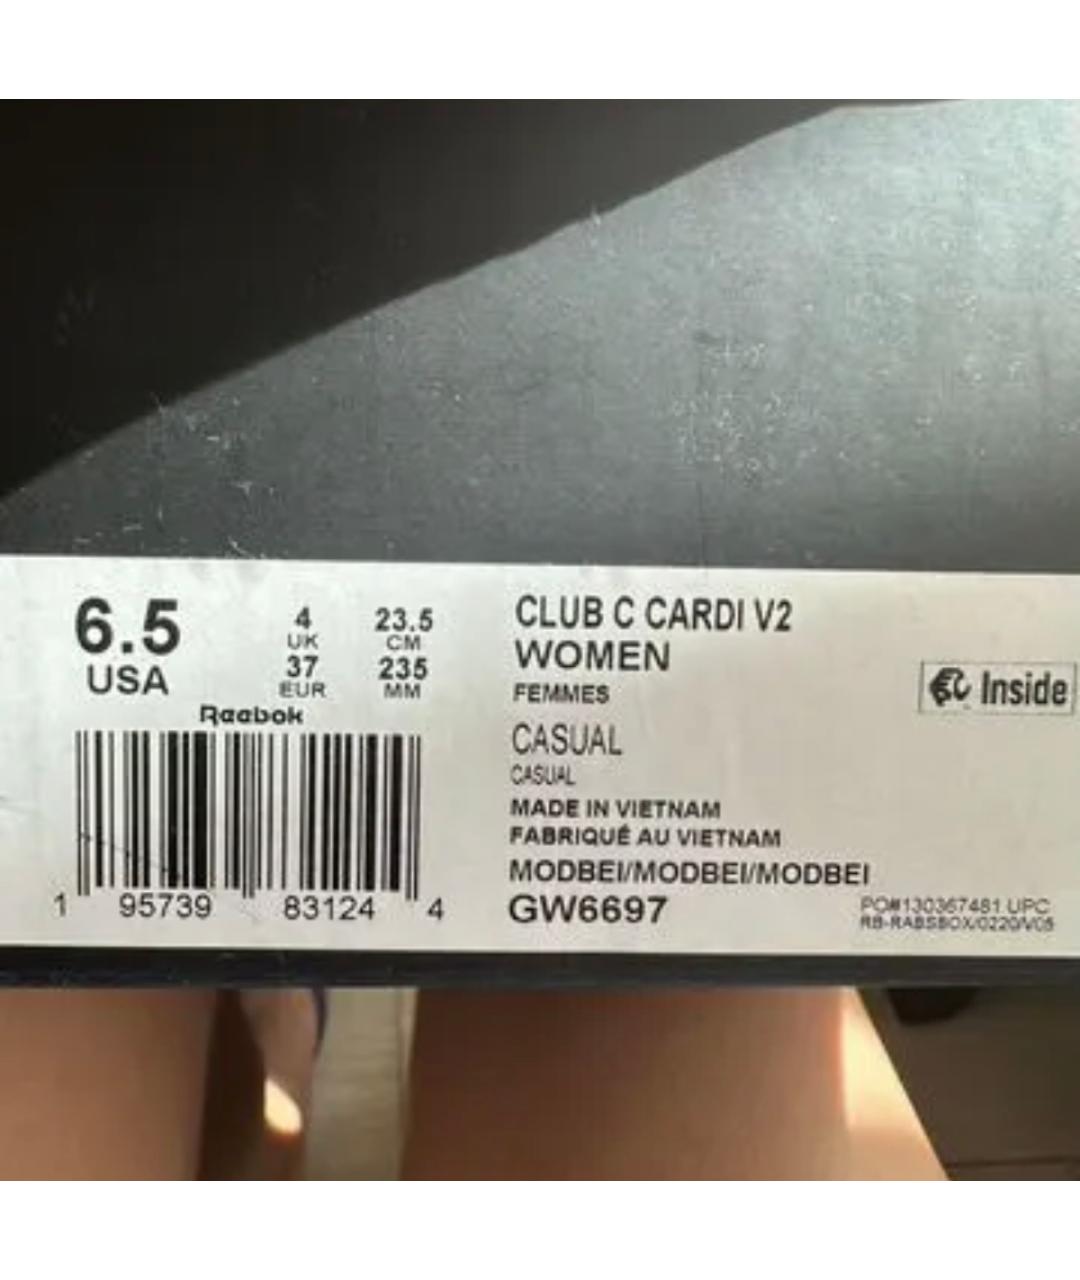 6.5
USA
4
UK
37
EUR
23.5
CM
235
MM
Reebok
1 95739 83124 4
CLUB C CARDI V2
WOMEN
FEMMES
CASUAL
CASUAL
MADE IN VIETNAM
FABRIQUÉ AU VIETNAM
MODBEI/MODBEI/MODBEI
GW6697
Inside
PO#130367481 UPC
RB-RABSBOX/0220/V05